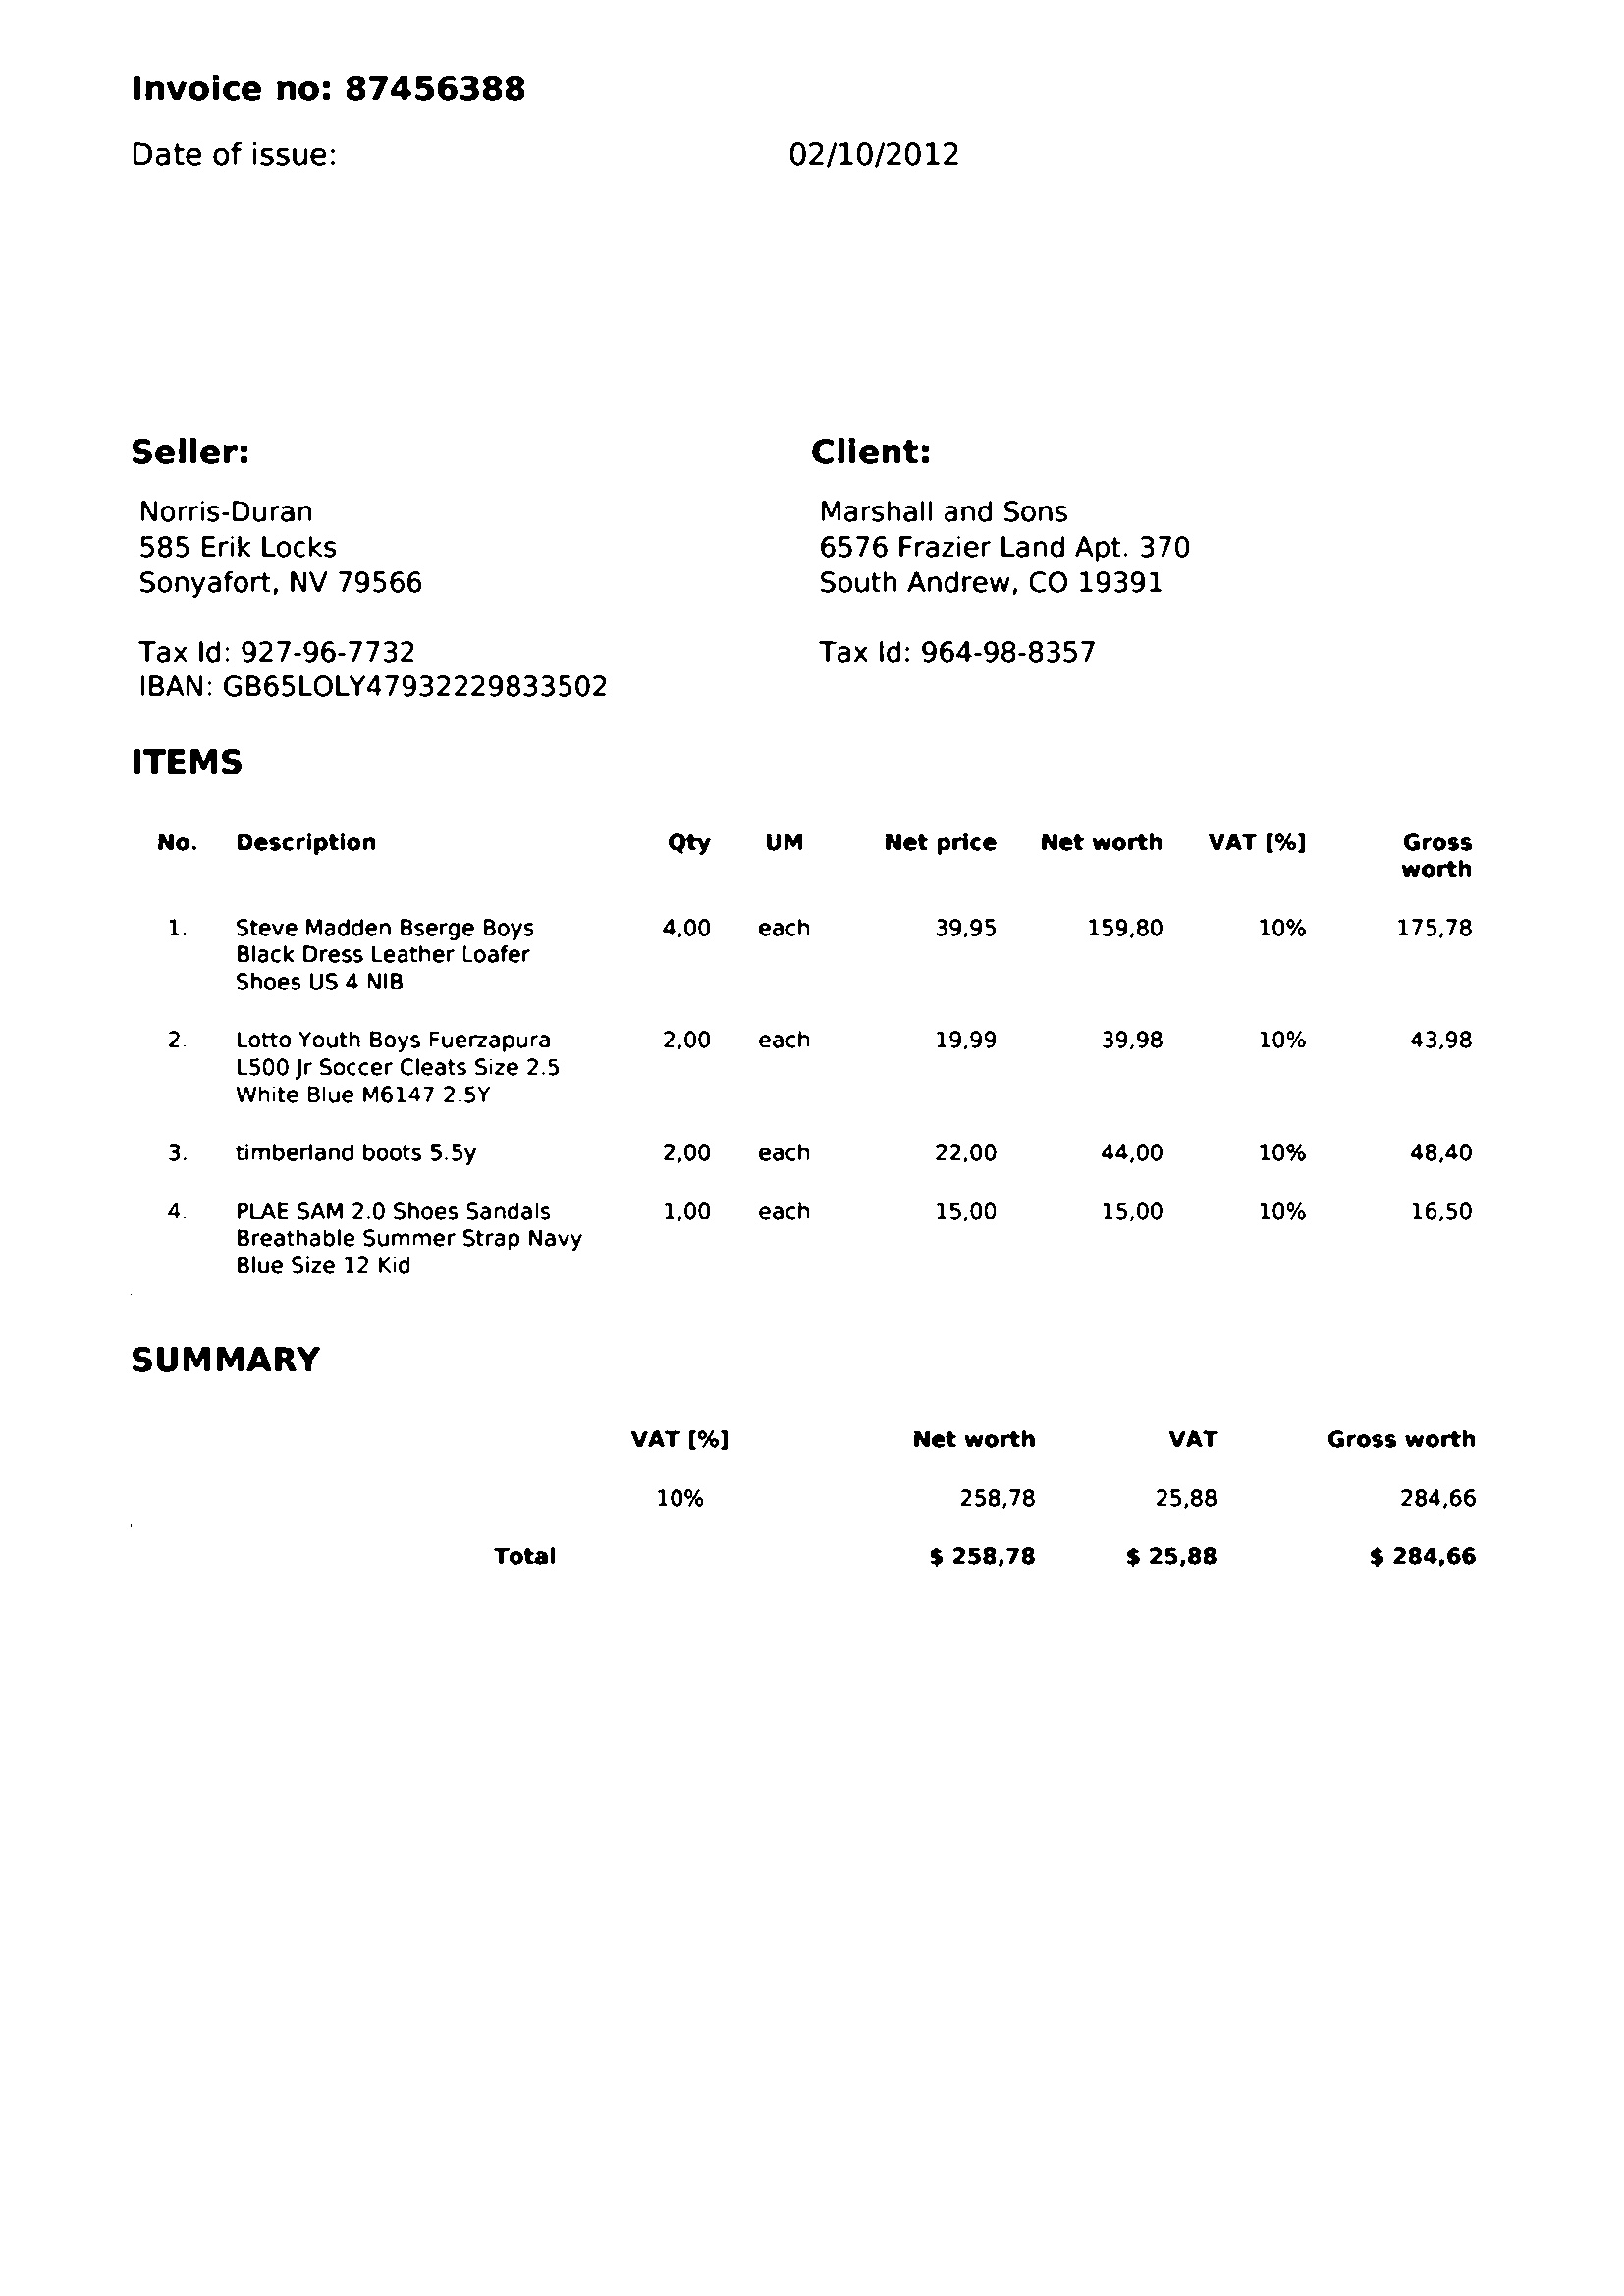 Invoice no: 87456388
Date of issue: 02/10/2012
Seller: Client:
Norris-Duran Marshall and Sons
585 Erik Locks 6576 Frazier Land Apt. 370
Sonyafort, NV 79566 South Andrew, CO 19391
Tax Id: 927-96-7732 Tax Id: 964-98-8357
IBAN: GB65LOLY47932229833502
ITEMS
No. Description Qty UM Net price Net worth VAT [%] Gross
worth
1. Steve Madden Bserge Boys 4,00 each 39,95 159,80 10% 175,78
Black Dress Leather Loafer
Shoes US 4 NIB
2. Lotto Youth Boys Fuerzapura 2,00 each 19,99 39,98 10% 43,98
L500 Jr Soccer Cleats Size 2.5
White Blue M6147 2.5Y
3. timberland boots 5.5y 2,00 each 22,00 44,00 10% 48,40
4. PLAE SAM 2.0 Shoes Sandals 1,00 each 15,00 15,00 10% 16,50
Breathable Summer Strap Navy
Blue Size 12 Kid
SUMMARY
VAT [%] Net worth VAT Gross worth
10% 258,78 25,88 284,66
Total $ 258,78 $ 25,88 $ 284,66